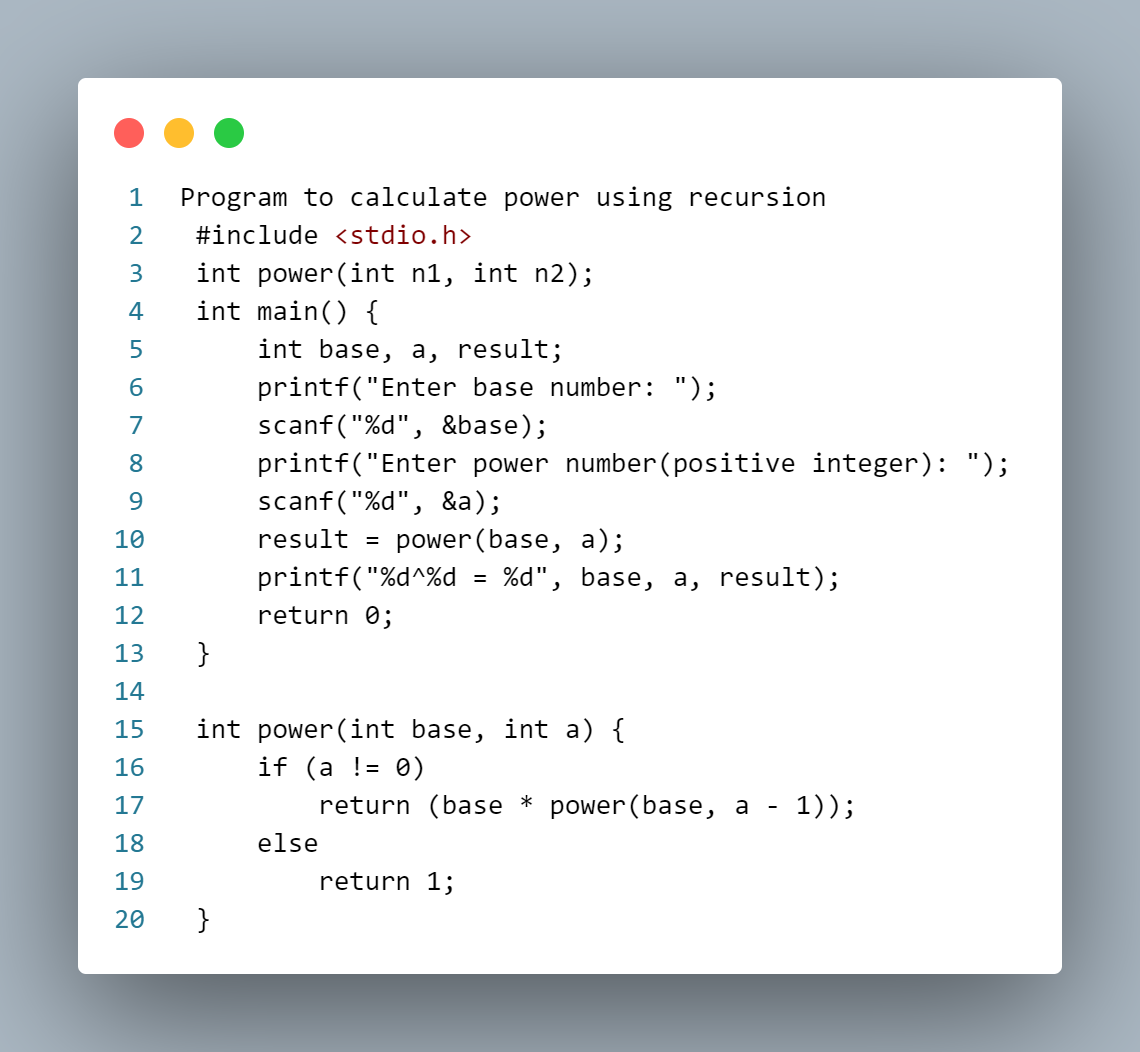 1 Program to calculate power using recursion
2 #include <stdio.h>
3 int power(int n1, int n2);
4 int main() {
5     int base, a, result;
6     printf("Enter base number: ");
7     scanf("%d", &base);
8     printf("Enter power number(positive integer): ");
9     scanf("%d", &a);
10     result = power(base, a);
11     printf("%d^%d = %d", base, a, result);
12     return 0;
13 }
14
15 int power(int base, int a) {
16     if (a != 0)
17         return (base * power(base, a - 1));
18     else
19         return 1;
20 }